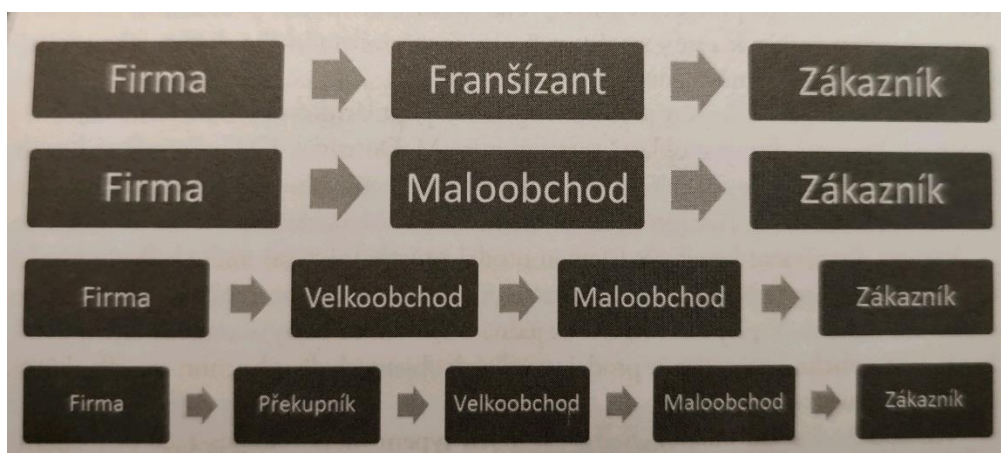 Firma Franšízant Zákazník
Firma Maloobchod Zákazník
Firma Velkoobchod Maloobchod Zákazník
Firma Překupník Velkoobchod Maloobchod Zákazník